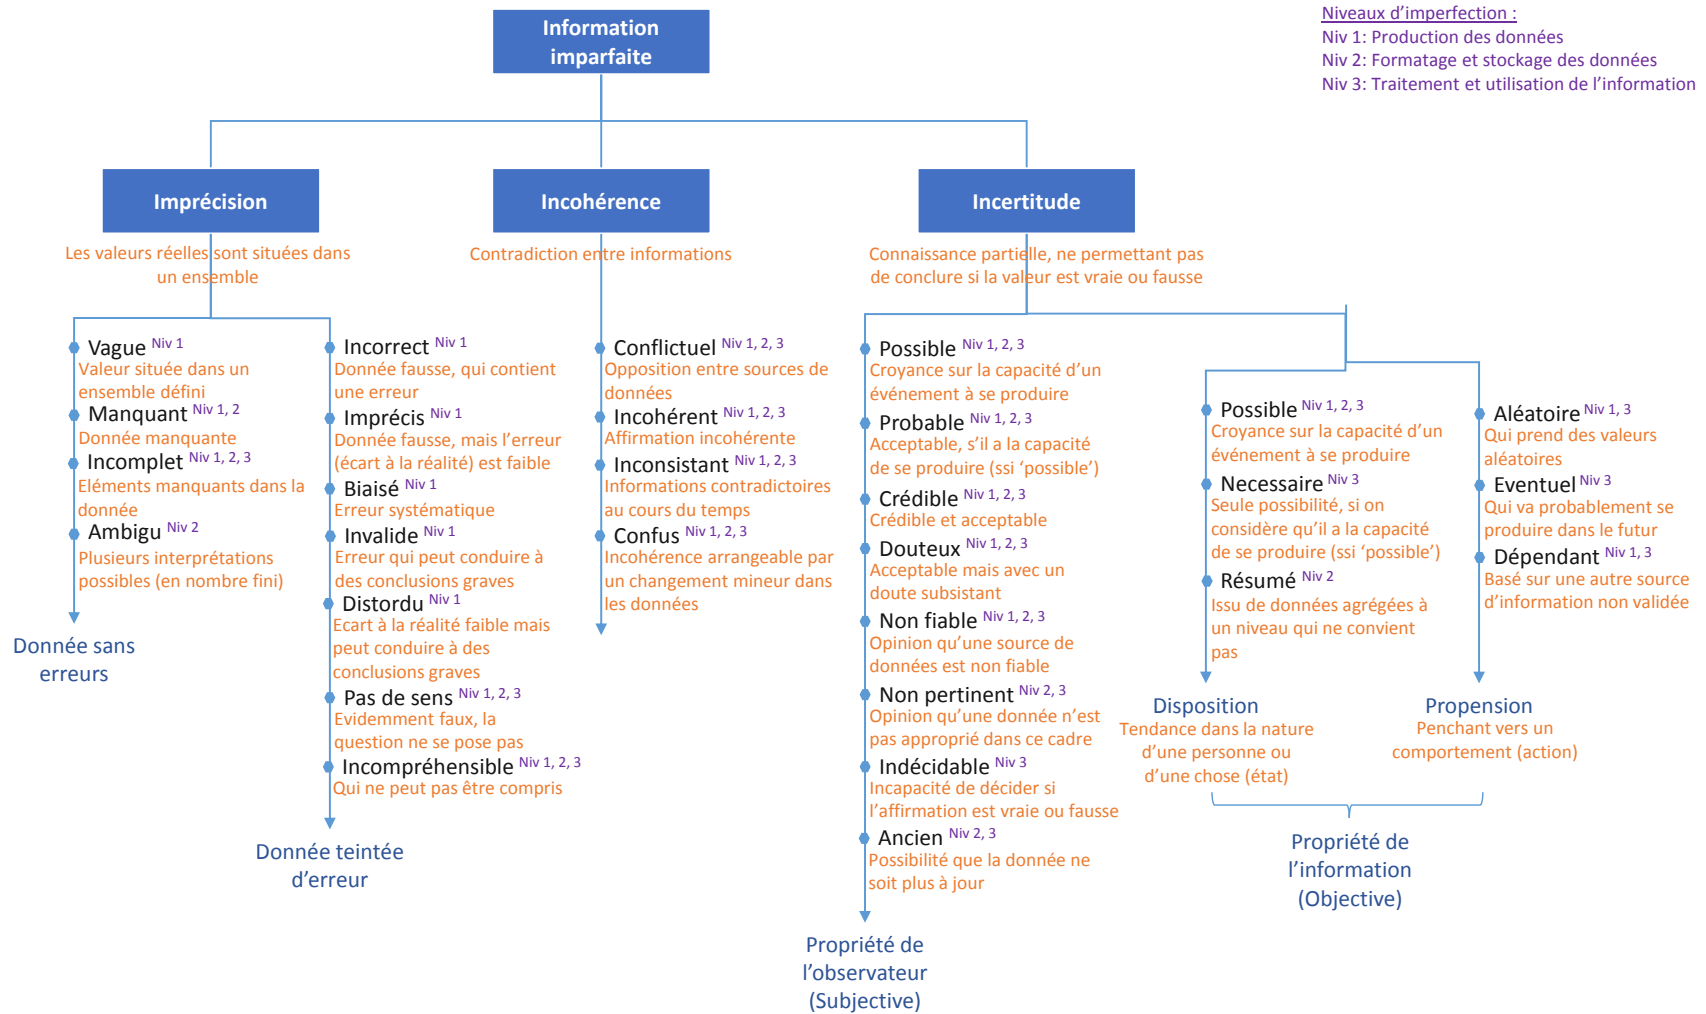 Information
imparfaite
Niveaux d'imperfection :
Niv 1: Production des données
Niv 2: Formatage et stockage des données
Niv 3: Traitement et utilisation de l'information
Imprécision
Les valeurs réelles sont situées dans
un ensemble
Vague Niv 1
Valeur située dans un
ensemble défini
Manquant Niv 1, 2
Donnée manquante
Incomplet Niv 1, 2, 3
Eléments manquants dans la
donnée
Ambigu Niv 2
Plusieurs interprétations
possibles (en nombre fini)
Donnée sans
erreurs
Incorrect Niv 1
Donnée fausse, qui contient
une erreur
Imprécis Niv 1
Donnée fausse, mais l'erreur
(écart à la réalité) est faible
Biaisé Niv 1
Erreur systématique
Invalide Niv 1
Erreur qui peut conduire à
des conclusions graves
Distordu Niv 1
Ecart à la réalité faible mais
peut conduire à des
conclusions graves
Pas de sens Niv 1, 2, 3
Evidemment faux, la
question ne se pose pas
Incompréhensible Niv 1, 2, 3
Qui ne peut pas être compris
Donnée teintée
d'erreur
Incohérence
Contradiction entre informations
Conflictuel Niv 1, 2, 3
Opposition entre sources de
données
Incohérent Niv 1, 2, 3
Affirmation incohérente
Inconsistant Niv 1, 2, 3
Informations contradictoires
au cours du temps
Confus Niv 1, 2, 3
Incohérence arrangeable par
un changement mineur dans
les données
Incertitude
Connaissance partielle, ne permettant pas
de conclure si la valeur est vraie ou fausse
Possible Niv 1, 2, 3
Croyance sur la capacité d'un
événement à se produire
Probable Niv 1, 2, 3
Acceptable, s'il a la capacité
de se produire (ssi 'possible')
Crédible Niv 1, 2, 3
Crédible et acceptable
Douteux Niv 1, 2, 3
Acceptable mais avec un
doute subsistant
Non fiable Niv 1, 2, 3
Opinion qu'une source de
données est non fiable
Non pertinent Niv 2, 3
Opinion qu'une donnée n'est
pas approprié dans ce cadre
Indécidable Niv 3
Incapacité de décider si
l'affirmation est vraie ou fausse
Ancien Niv 2, 3
Possibilité que la donnée ne
soit plus à jour
Propriété de
l'observateur
(Subjective)
Possible Niv 1, 2, 3
Croyance sur la capacité d'un
événement à se produire
Necessaire Niv 3
Seule possibilité, si on
considère qu'il a la capacité
de se produire (ssi 'possible')
Résumé Niv 2
Issu de données agrégées à
un niveau qui ne convient
pas
Disposition
Tendance dans la nature
d'une personne ou
d'une chose (état)
Aléatoire Niv 1, 3
Qui prend des valeurs
aléatoires
Eventuel Niv 3
Qui va probablement se
produire dans le futur
Dépendant Niv 1, 3
Basé sur une autre source
d'information non validée
Propension
Penchant vers un
comportement (action)
Propriété de
l'information
(Objective)